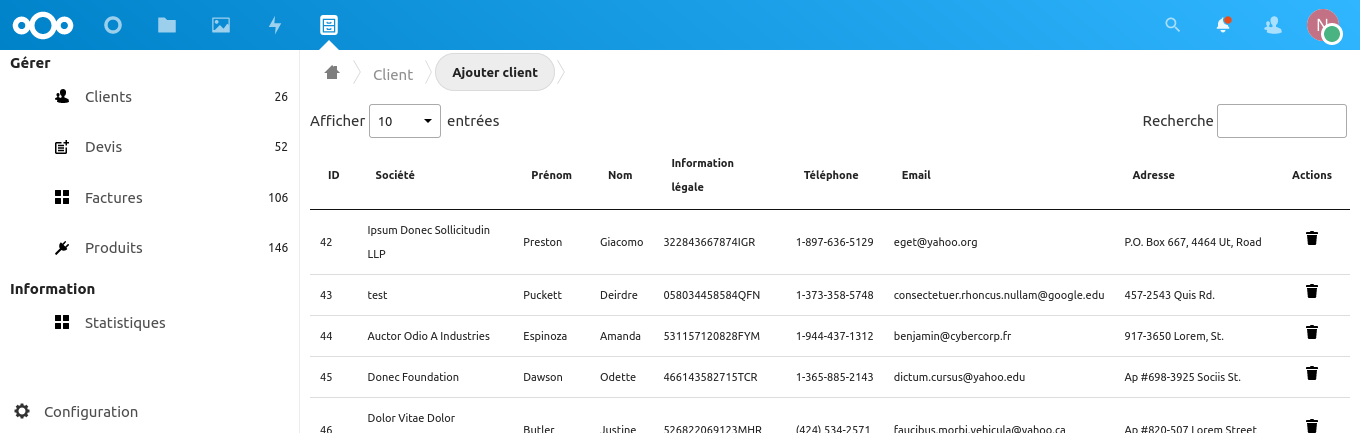 N
Gérer
Clients 26
Devis 52
Factures 106
Produits 146
Information
Statistiques
Configuration
Client
Ajouter client
Afficher 10 entrées
Recherche
ID Société Prénom Nom Information légale Téléphone Email Adresse Actions
42 Ipsum Donec Sollicitudin LLP Preston Giacomo 322843667874IGR 1-897-636-5129 eget@yahoo.org P.O. Box 667, 4464 Ut, Road
43 test Puckett Deirdre 058034458584QFN 1-373-358-5748 consectetuer.rhoncus.nullam@google.edu 457-2543 Quis Rd.
44 Auctor Odio A Industries Espinoza Amanda 531157120828FYM 1-944-437-1312 benjamin@cybercorp.fr 917-3650 Lorem, St.
45 Donec Foundation Dawson Odette 466143582715TCR 1-365-885-2143 dictum.cursus@yahoo.edu Ap #698-3925 Sociis St.
46 Dolor Vitae Dolor Butler Justine 526822069123MHR (424) 534-2571 faucibus.morbi.vehicula@yahoo.ca Ap #820-507 Lorem Street